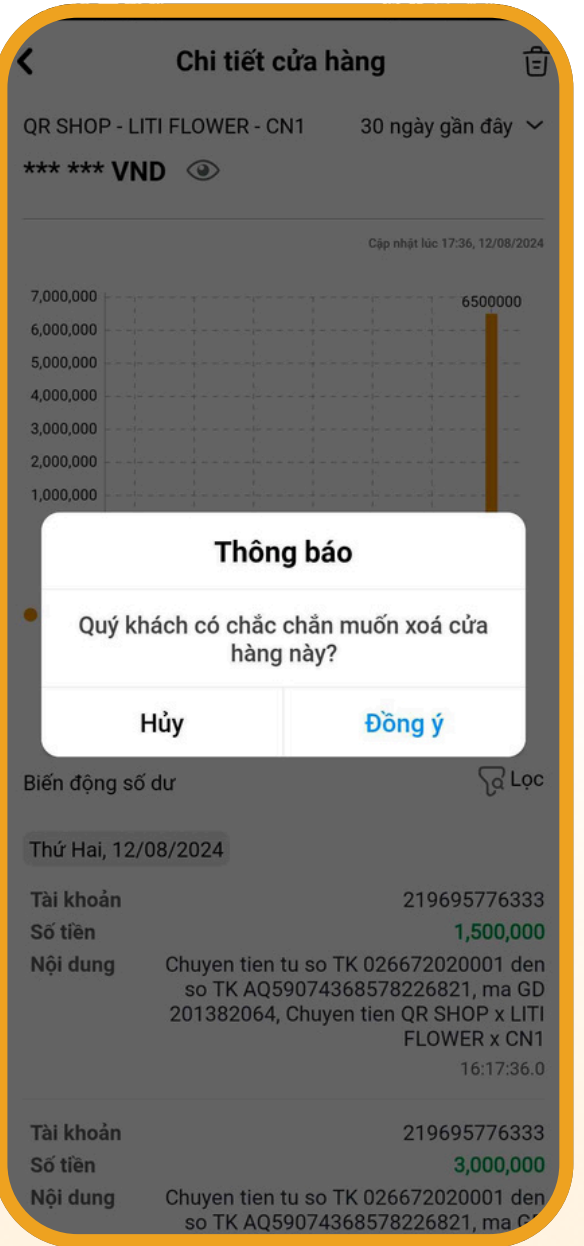 Chi tiết cửa hàng
QR SHOP - LITI FLOWER - CN1
30 ngày gần đây
*** *** VND
Cập nhật lúc 17:36, 12/08/2024
7,000,000
6500000
6,000,000
5,000,000
4,000,000
3,000,000
2,000,000
1,000,000
Thông báo
Quý khách có chắc chắn muốn xoá cửa
hàng này?
Hủy
Đồng ý
Biến động số dư
Lọc
Thứ Hai, 12/08/2024
Tài khoản
219695776333
Số tiền
1,500,000
Nội dung
Chuyen tien tu so TK 026672020001 den
so TK AQ59074368578226821, ma GD
201382064, Chuyen tien QR SHOP x LITI
FLOWER x CN1
16:17:36.0
Tài khoản
219695776333
Số tiền
3,000,000
Nội dung
Chuyen tien tu so TK 026672020001 den
so TK AQ59074368578226821, ma